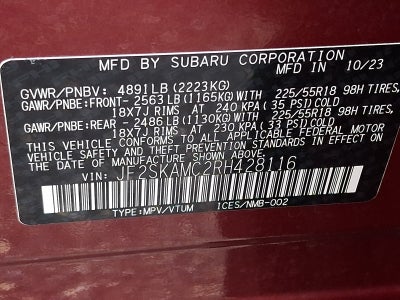 MFD BY SUBARU CORPORATION
MFD IN 10/23
GVWR/PNBV: 4891LB (2223KG)
GAWR/PNBE:FRONT- 2563LB(1165KG)WITH 225/55R18 98H TIRES,
18X7J RIMS AT 240 KPA (35 PSI)COLD
GAWR/PNBE:REAR - 2486LB(1130KG)WITH 225/55R18 98H TIRES,
18X7J RIMS AT 230 KPA (33 PSI)COLD
THIS VEHICLE CONFORMS TO ALL APPLICABLE FEDERAL MOTOR
VEHICLE SAFETY, BUMPER, AND THEFT PREVENTION STANDARDS
IN EFFECT ON THE DATE OF MANUFACTURE SHOWN ABOVE.
VIN: JF2SKAMC2RH428116
TYPE:MPV/VTUM ICES/NMB-002